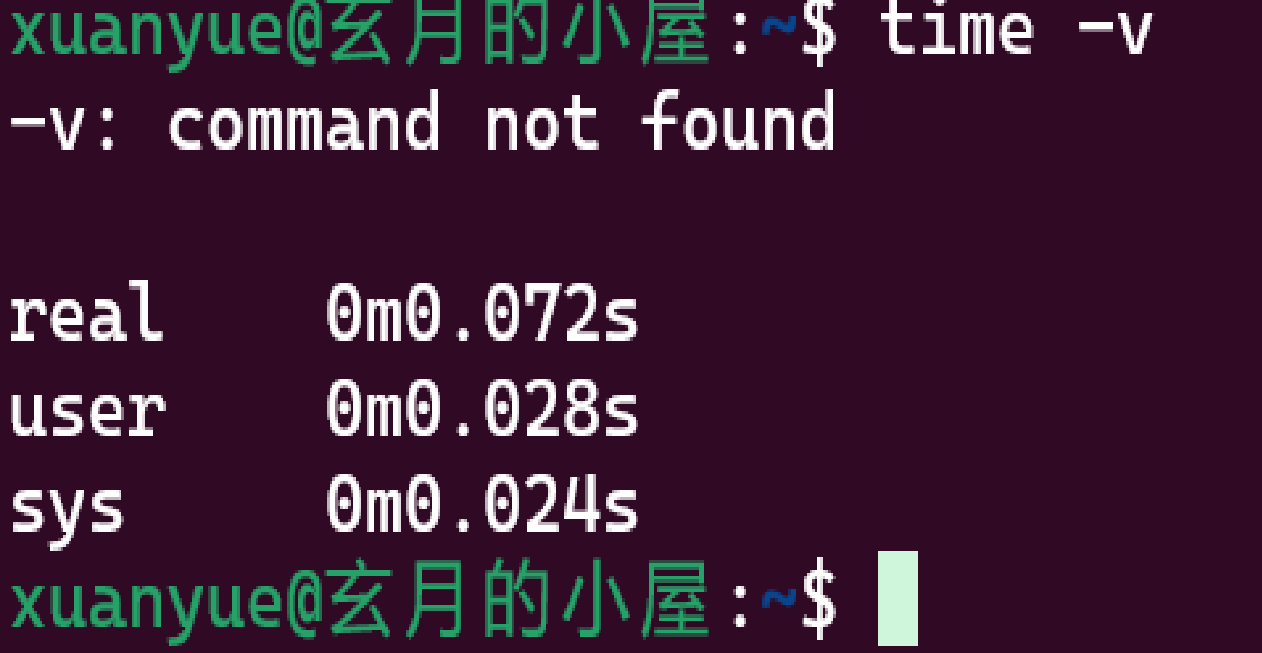 xuanyue@玄月的小屋:~$ time -v
-v: command not found
real 0m0.072s
user 0m0.028s
sys 0m0.024s
xuanyue@玄月的小屋:~$